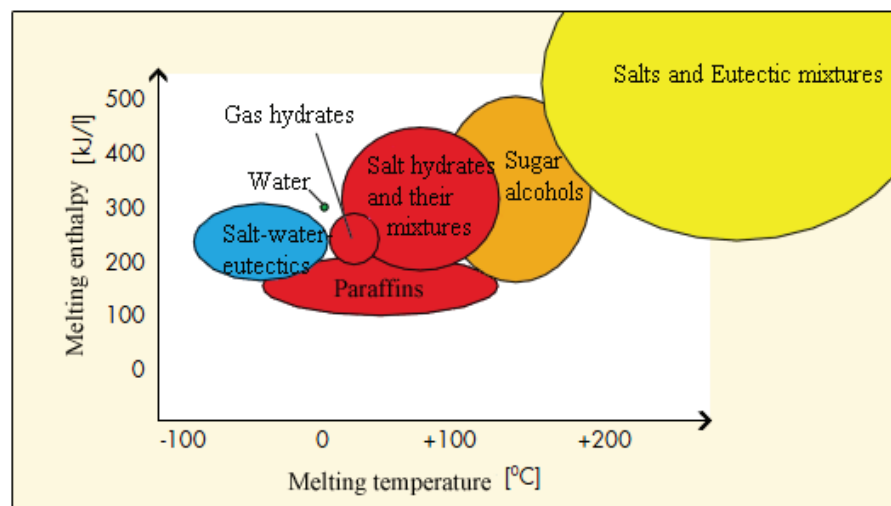 Salts and Eutectic mixtures
500
Gas hydrates
400
Salt hydrates
and their
mixtures
Sugar
alcohols
Water
300
Salt-water-
eutectics
200
Paraffins
100
0
Melting enthalpy [kJ/l]
-100
0
+100
+200
Melting temperature [⁰C]